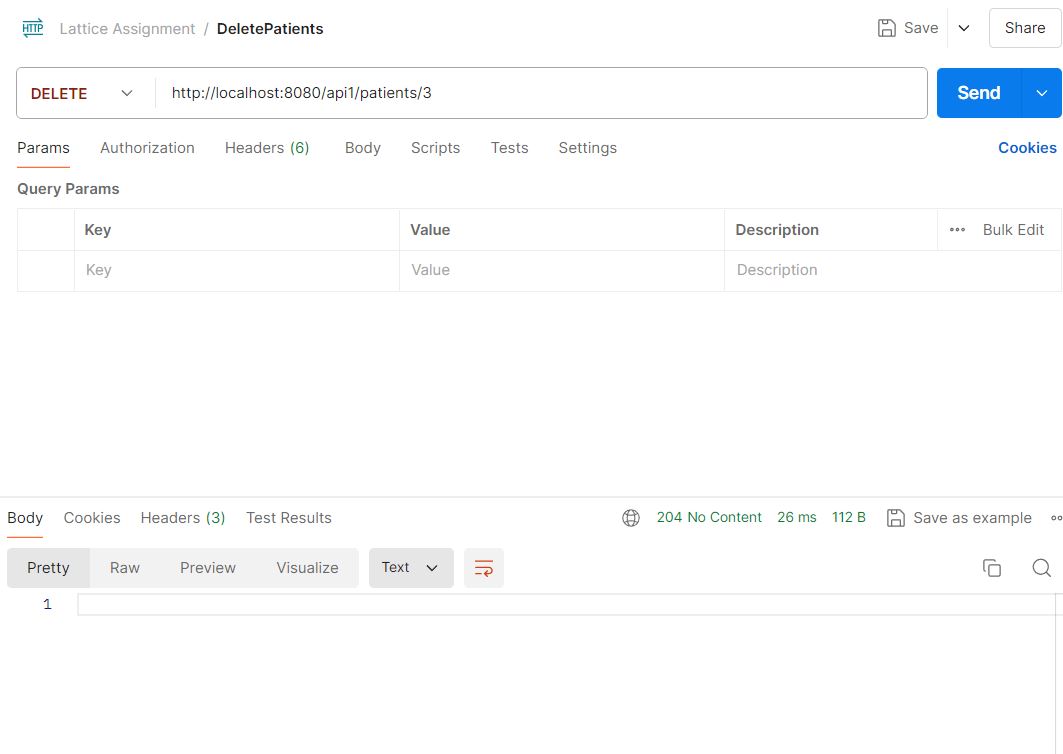 HTTP Lattice Assignment / DeletePatients Save Share
DELETE http://localhost:8080/api1/patients/3 Send
Params Authorization Headers (6) Body Scripts Tests Settings Cookies
Query Params
Key Value Description ••• Bulk Edit
Key Value Description
Body Cookies Headers (3) Test Results 204 No Content 26 ms 112 B Save as example
Pretty Raw Preview Visualize Text
1